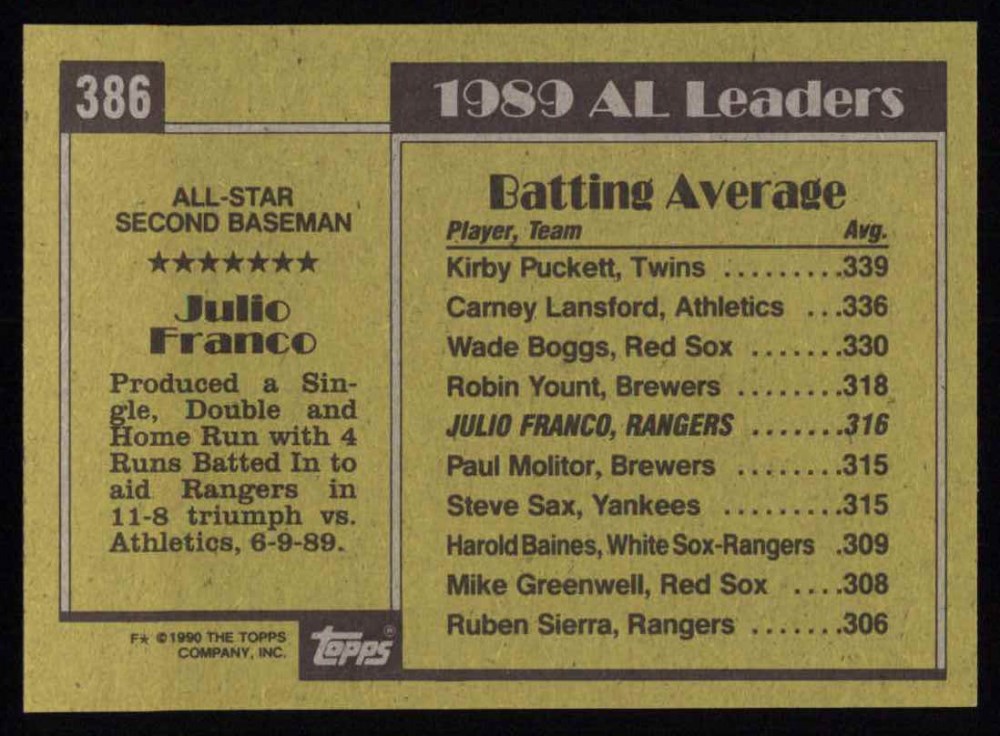 386
ALL-STAR
SECOND BASEMAN
★★★★★★★
Julio
Franco
Produced a Sin-
gle, Double and
Home Run with 4
Runs Batted In to
aid Rangers in
11-8 triumph vs.
Athletics, 6-9-89.
F★ ©1990 THE TOPPS
COMPANY, INC.
topps®
1989 AL Leaders
Batting Average
Player, Team Avg.
Kirby Puckett, Twins .........339
Carney Lansford, Athletics ...336
Wade Boggs, Red Sox .......330
Robin Yount, Brewers ........318
JULIO FRANCO, RANGERS .......316
Paul Molitor, Brewers ........315
Steve Sax, Yankees .........315
Harold Baines, White Sox-Rangers .309
Mike Greenwell, Red Sox ....308
Ruben Sierra, Rangers .......306